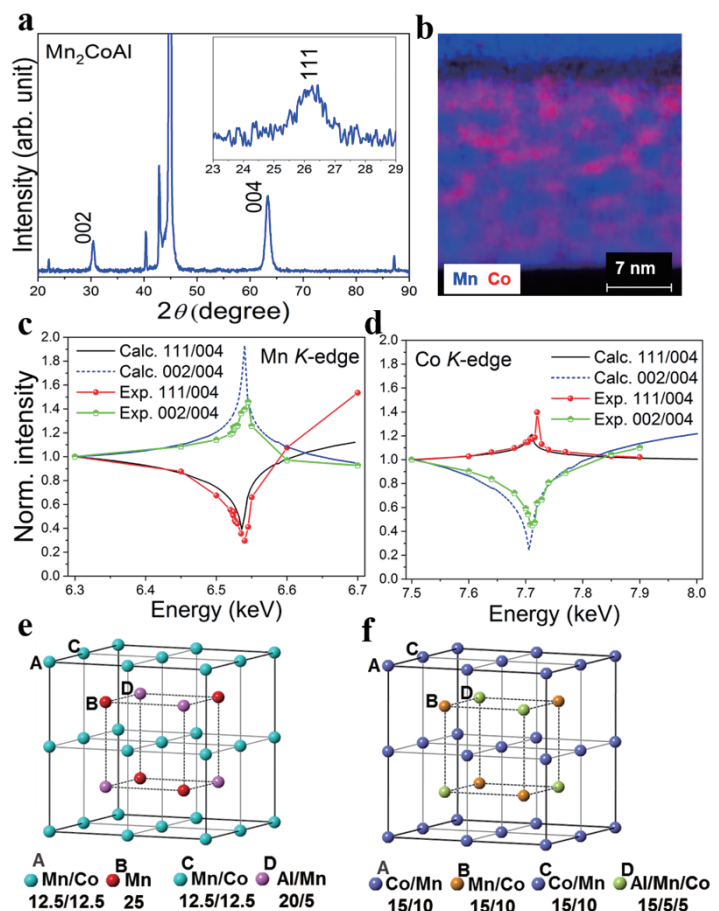 a
Mn2CoAl
Intensity (arb. unit)
002
004
111
23 24 25 26 27 28 29
20 30 40 50 60 70 80 90
2θ (degree)
b
Mn Co
7 nm
c
Mn K-edge
Calc. 111/004
Calc. 002/004
Exp. 111/004
Exp. 002/004
Norm. intensity
2.0
1.8
1.6
1.4
1.2
1.0
0.8
0.6
0.4
0.2
0.0
6.3 6.4 6.5 6.6 6.7
Energy (keV)
d
Co K-edge
Calc. 111/004
Calc. 002/004
Exp. 111/004
Exp. 002/004
2.0
1.8
1.6
1.4
1.2
1.0
0.8
0.6
0.4
0.2
0.0
7.5 7.6 7.7 7.8 7.9 8.0
Energy (keV)
e
A
C
B
D
A B C D
Mn/Co Mn Mn/Co Al/Mn
12.5/12.5 25 12.5/12.5 20/5
f
A
C
B
D
A B C D
Co/Mn Mn/Co Co/Mn Al/Mn/Co
15/10 15/10 15/10 15/5/5